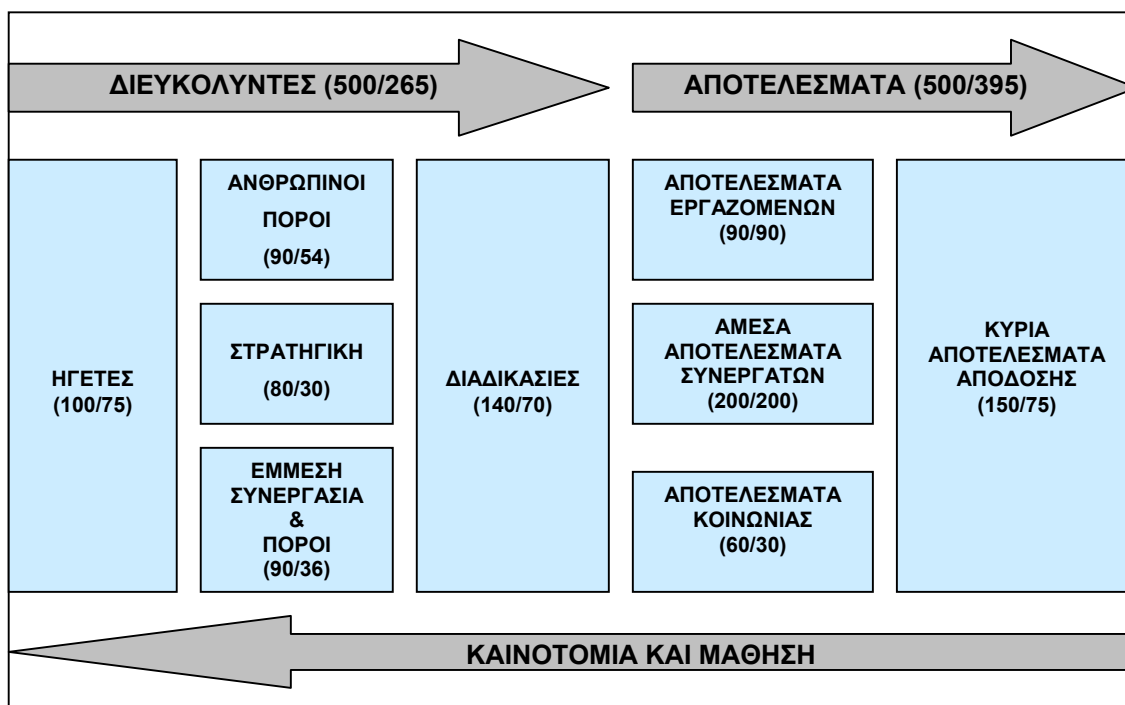 ΔΙΕΥΚΟΛΥΝΤΕΣ (500/265)
ΑΠΟΤΕΛΕΣΜΑΤΑ (500/395)
ΗΓΕΤΕΣ
(100/75)
ΑΝΘΡΩΠΙΝΟΙ
ΠΟΡΟΙ
(90/54)
ΣΤΡΑΤΗΓΙΚΗ
(80/30)
ΕΜΜΕΣΗ
ΣΥΝΕΡΓΑΣΙΑ
&
ΠΟΡΟΙ
(90/36)
ΔΙΑΔΙΚΑΣΙΕΣ
(140/70)
ΑΠΟΤΕΛΕΣΜΑΤΑ
ΕΡΓΑΖΟΜΕΝΩΝ
(90/90)
ΑΜΕΣΑ
ΑΠΟΤΕΛΕΣΜΑΤΑ
ΣΥΝΕΡΓΑΤΩΝ
(200/200)
ΑΠΟΤΕΛΕΣΜΑΤΑ
ΚΟΙΝΩΝΙΑΣ
(60/30)
ΚΥΡΙΑ
ΑΠΟΤΕΛΕΣΜΑΤΑ
ΑΠΟΔΟΣΗΣ
(150/75)
ΚΑΙΝΟΤΟΜΙΑ ΚΑΙ ΜΑΘΗΣΗ